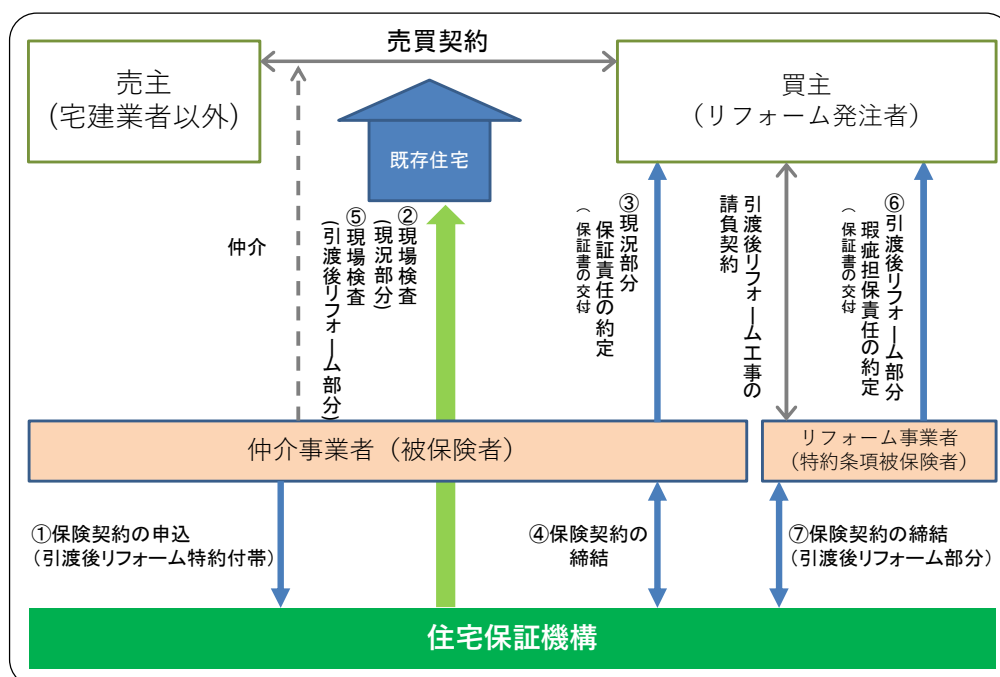 売買契約
売主
(宅建業者以外)
既存住宅
買主
(リフォーム発注者)
仲介
②現場検査
(現況部分)
⑤現場検査
(引渡後リフォーム部分)
③現況部分
保証責任の約定
(保証書の交付
引渡後リフォーム工事の
請負契約
⑥引渡後リフォーム部分
瑕疵担保責任の約定
(保証書の交付
仲介事業者(被保険者)
リフォーム事業者
(特約条項被保険者)
①保険契約の申込
(引渡後リフォーム特約付帯)
④保険契約の
締結
⑦保険契約の締結
(引渡後リフォーム部分)
住宅保証機構